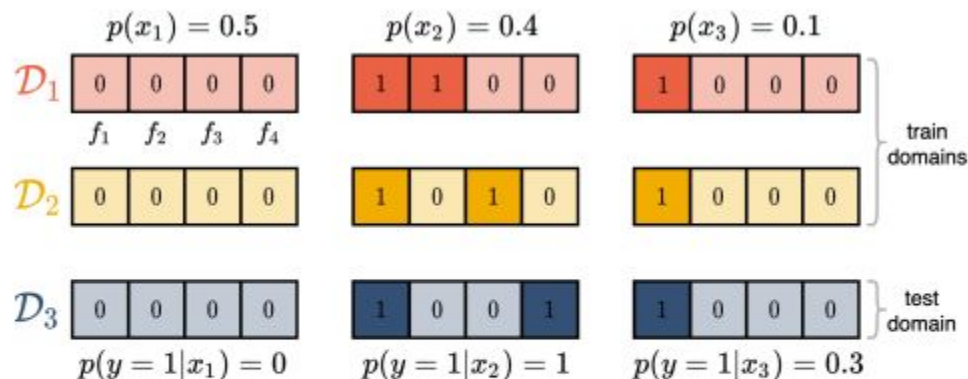 p(x₁) = 0.5 p(x₂) = 0.4 p(x₃) = 0.1
D₁ 0 0 0 0 1 1 0 0 1 0 0 0
f₁ f₂ f₃ f₄
train
domains
D₂ 0 0 0 0 1 0 1 0 1 0 0 0
D₃ 0 0 0 0 1 0 0 1 1 0 0 0
test
domain
p(y = 1|x₁) = 0 p(y = 1|x₂) = 1 p(y = 1|x₃) = 0.3